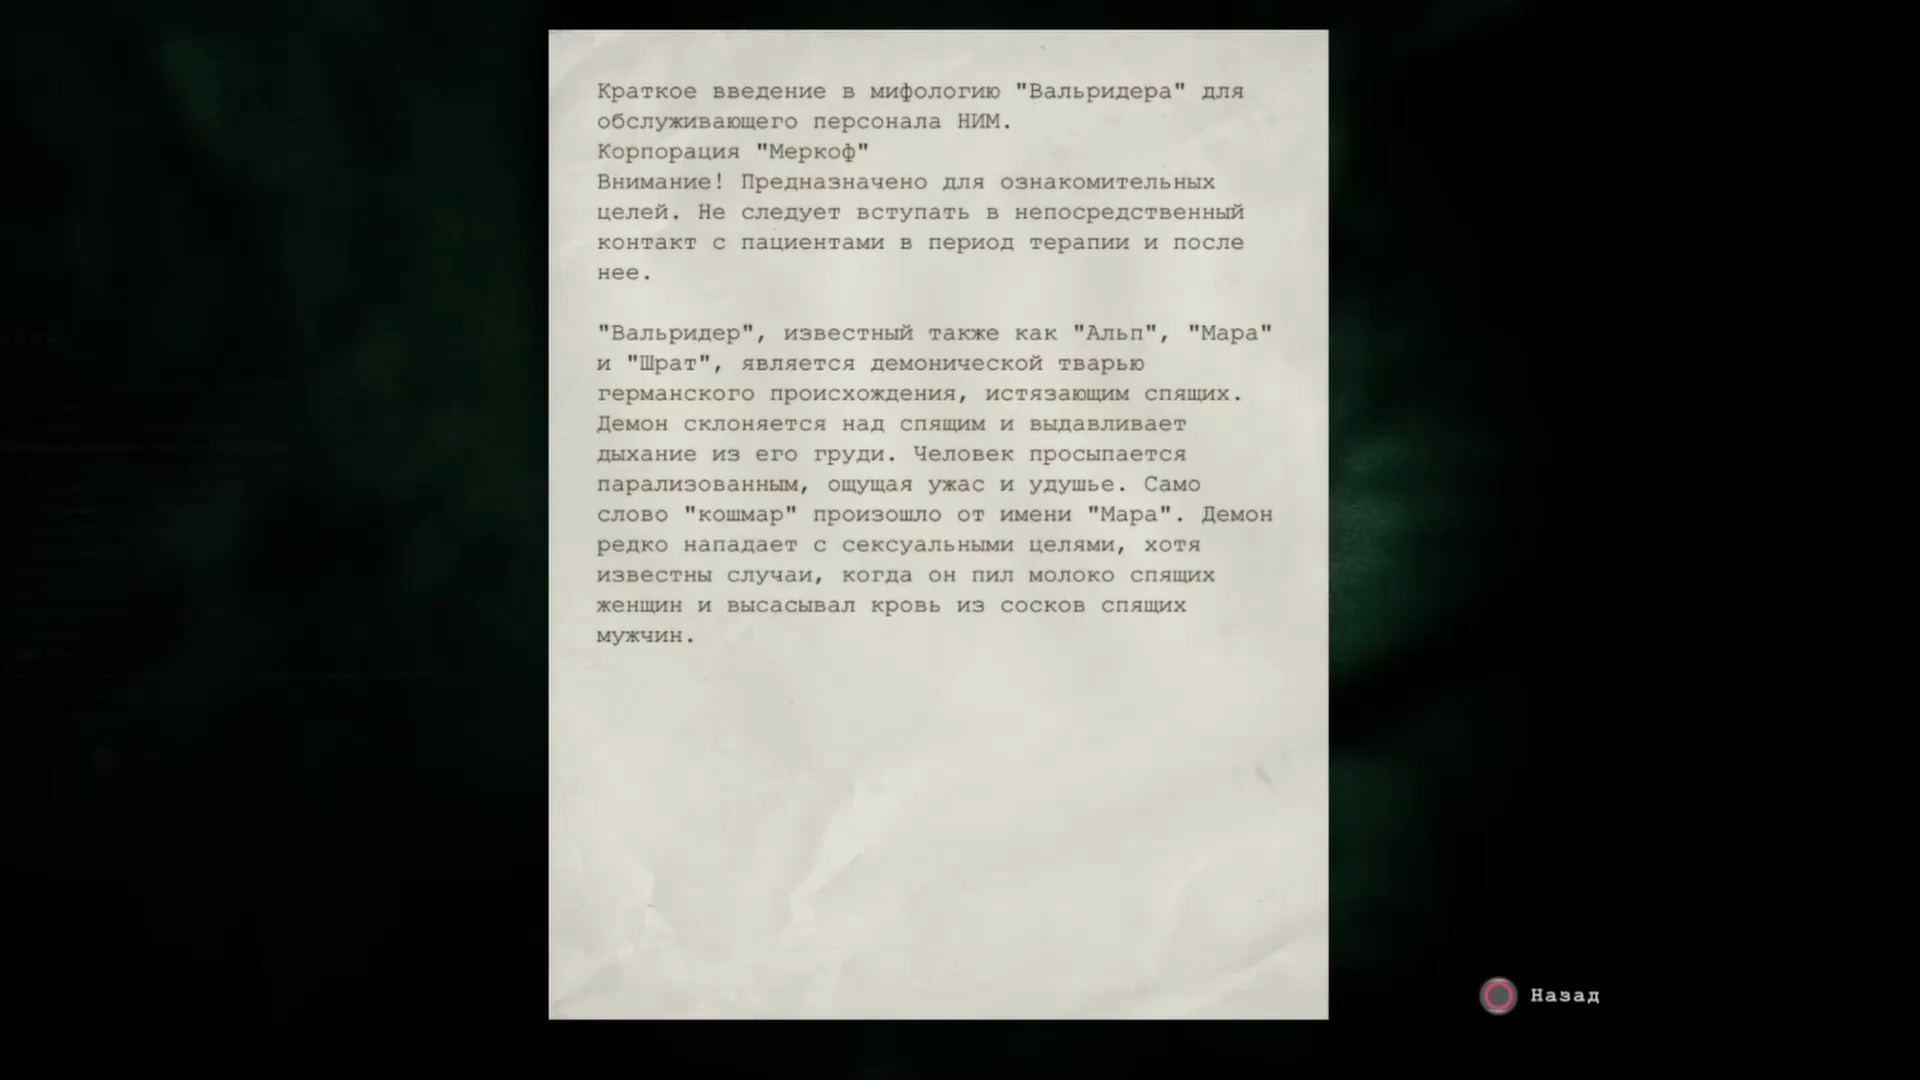 Краткое введение в мифологию "Вальридера" для
обслуживающего персонала НИМ.
Корпорация "Меркоф"
Внимание! Предназначено для ознакомительных
целей. Не следует вступать в непосредственный
контакт с пациентами в период терапии и после
нее.
"Вальридер", известный также как "Альп", "Мара"
и "Шрат", является демонической тварью
германского происхождения, истязающим спящих.
Демон склоняется над спящим и выдавливает
дыхание из его груди. Человек просыпается
парализованным, ощущая ужас и удушье. Само
слово "кошмар" произошло от имени "Мара". Демон
редко нападает с сексуальными целями, хотя
известны случаи, когда он пил молоко спящих
женщин и высасывал кровь из сосков спящих
мужчин.
Назад